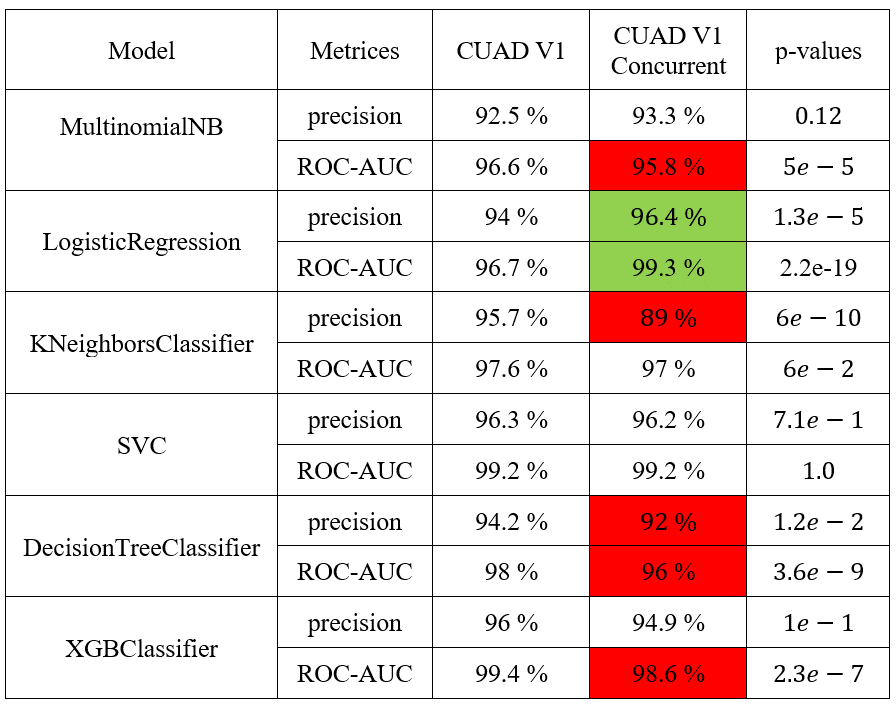 Model Metrices CUAD V1 CUAD V1 Concurrent p-values
MultinomialNB precision 92.5 % 93.3 % 0.12
ROC-AUC 96.6 % 95.8 % 5e − 5
LogisticRegression precision 94 % 96.4 % 1.3e − 5
ROC-AUC 96.7 % 99.3 % 2.2e-19
KNeighborsClassifier precision 95.7 % 89 % 6e − 10
ROC-AUC 97.6 % 97 % 6e − 2
SVC precision 96.3 % 96.2 % 7.1e − 1
ROC-AUC 99.2 % 99.2 % 1.0
DecisionTreeClassifier precision 94.2 % 92 % 1.2e − 2
ROC-AUC 98 % 96 % 3.6e − 9
XGBClassifier precision 96 % 94.9 % 1e − 1
ROC-AUC 99.4 % 98.6 % 2.3e − 7